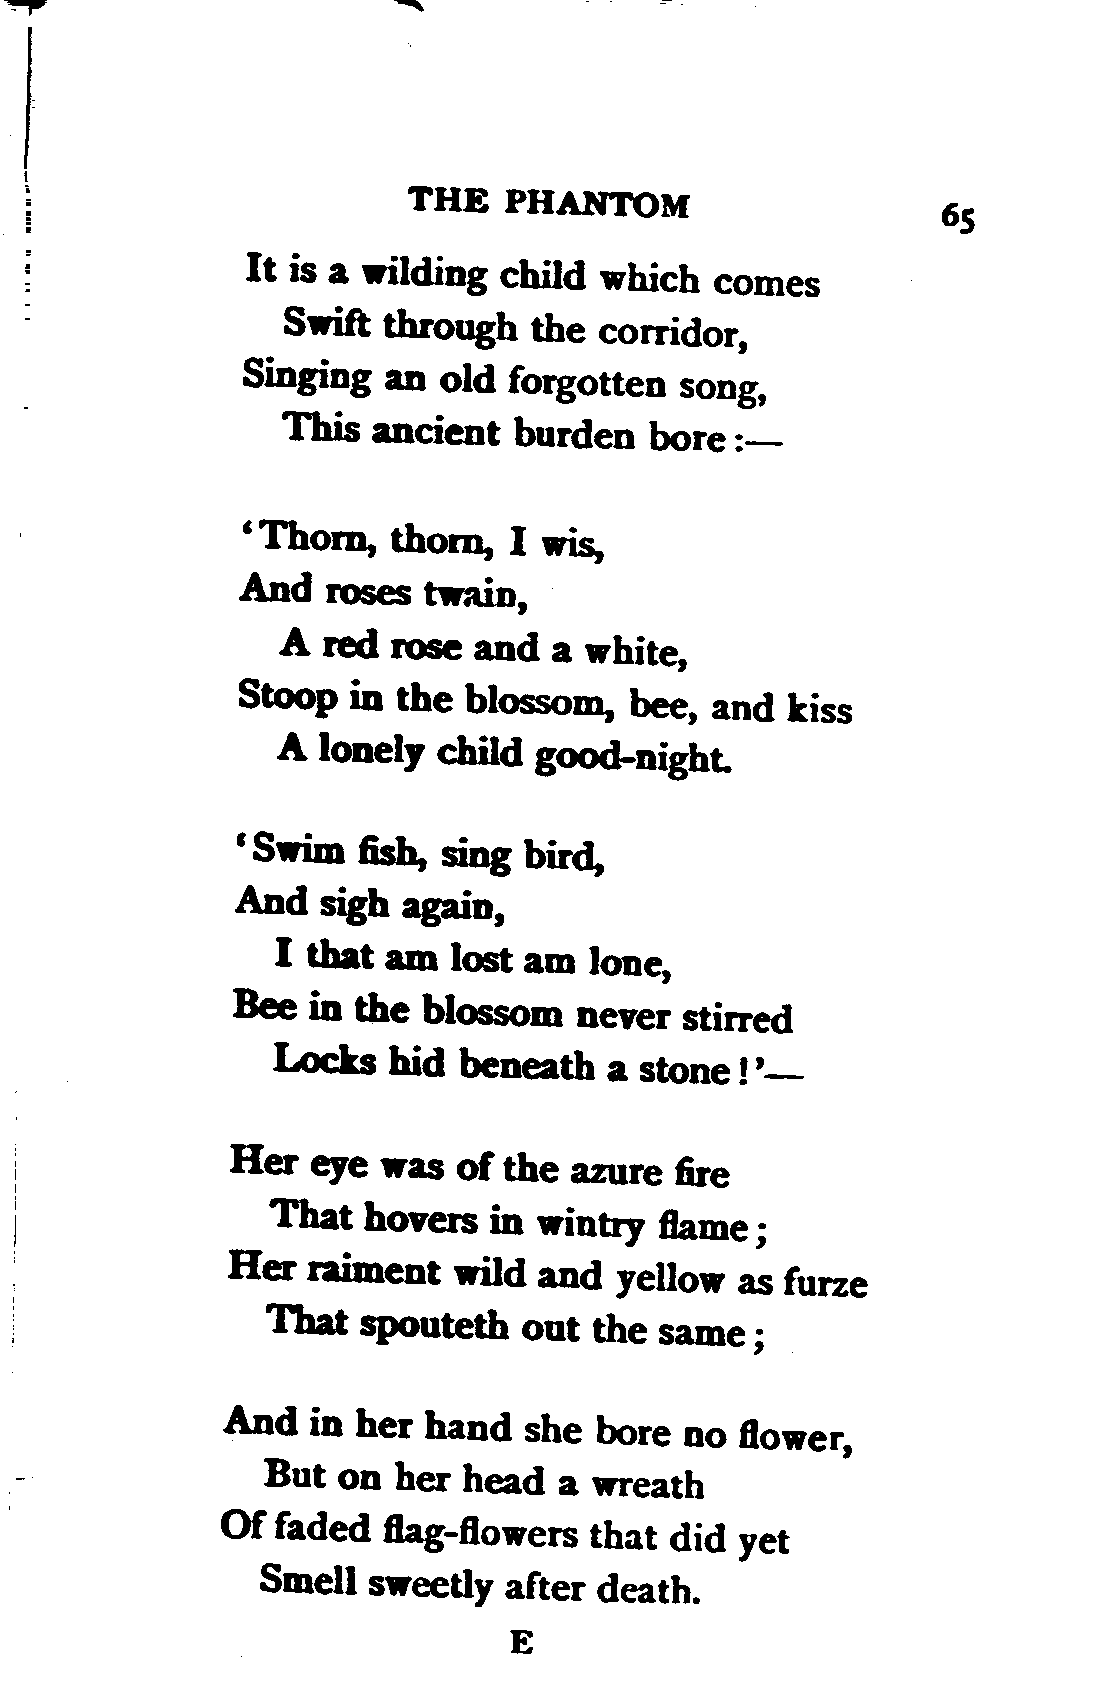 THE PHANTOM 65
It is a wilding child which comes
Swift through the corridor,
Singing an old forgotten song,
This ancient burden bore :—
‘Thorn, thorn, I wis,
And roses twain,
A red rose and a white,
Stoop in the blossom, bee, and kiss
A lonely child good-night.
‘Swim fish, sing bird,
And sigh again,
I that am lost am lone,
Bee in the blossom never stirred
Locks hid beneath a stone !’—
Her eye was of the azure fire
That hovers in wintry flame ;
Her raiment wild and yellow as furze
That spouteth out the same ;
And in her hand she bore no flower,
But on her head a wreath
Of faded flag-flowers that did yet
Smell sweetly after death.
E